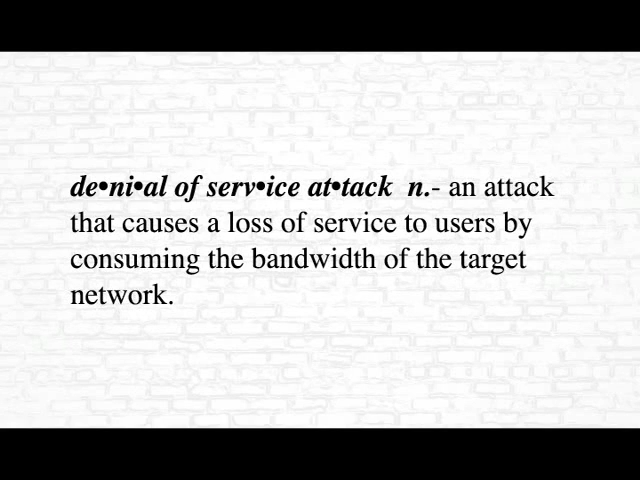 de•ni•al of serv•ice at•tack n.- an attack
that causes a loss of service to users by
consuming the bandwidth of the target
network.